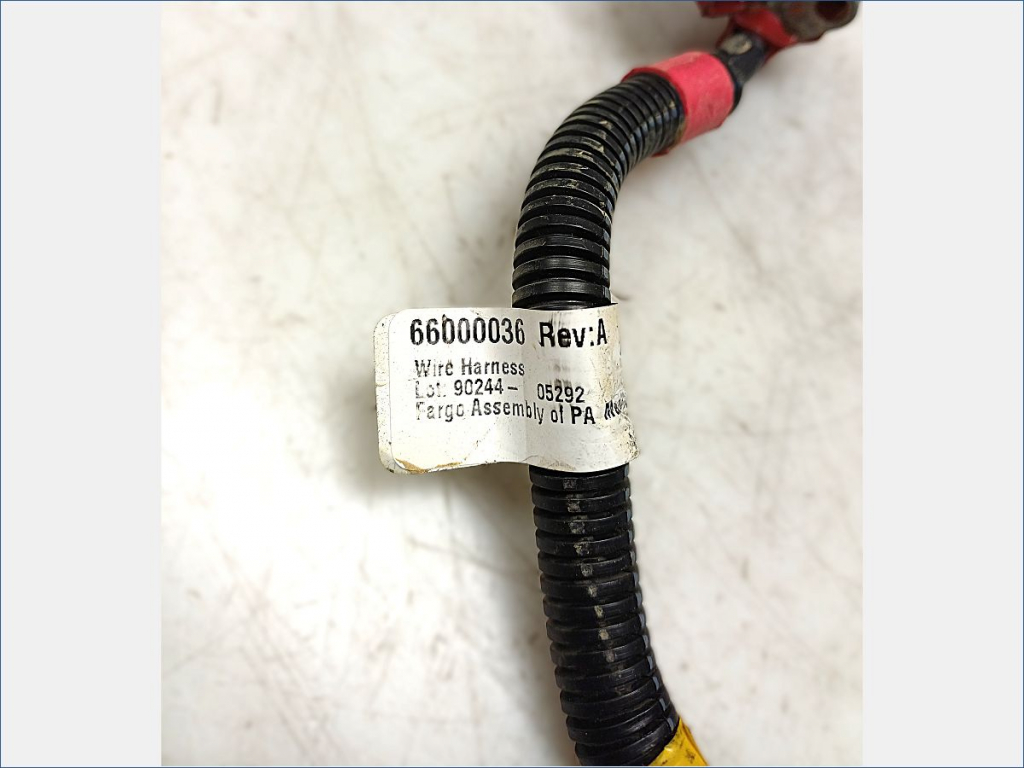 66000036 Rev:A
Wire Harness
Lot: 90244- 05292
Fargo Assembly of PA